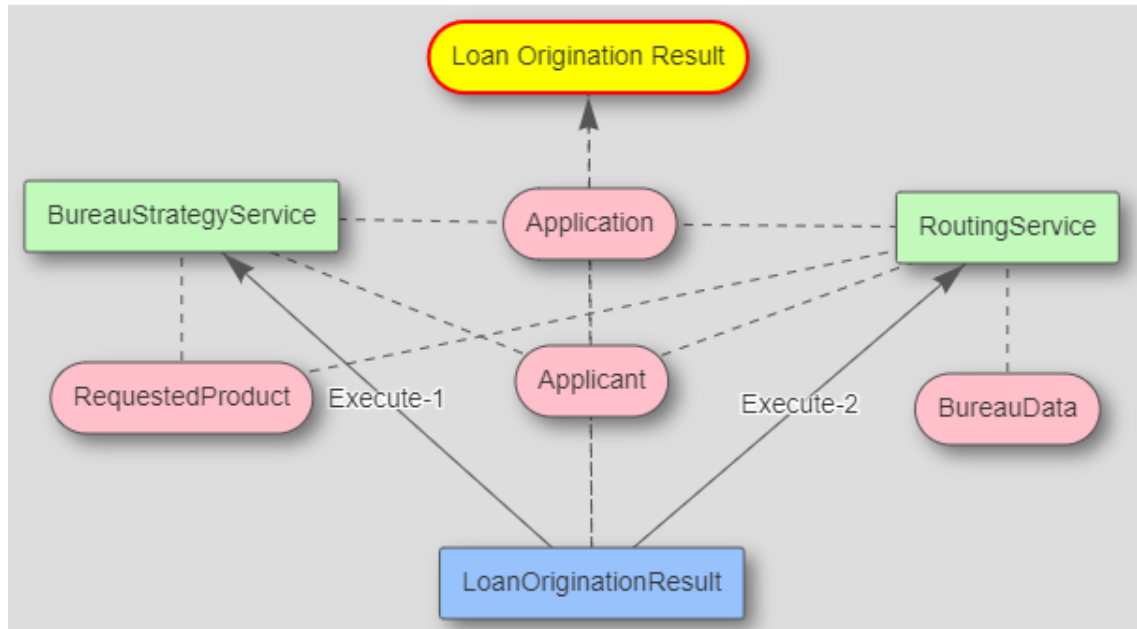 Loan Origination Result
BureauStrategyService
Application
RoutingService
RequestedProduct
Execute-1
Applicant
Execute-2
BureauData
LoanOriginationResult